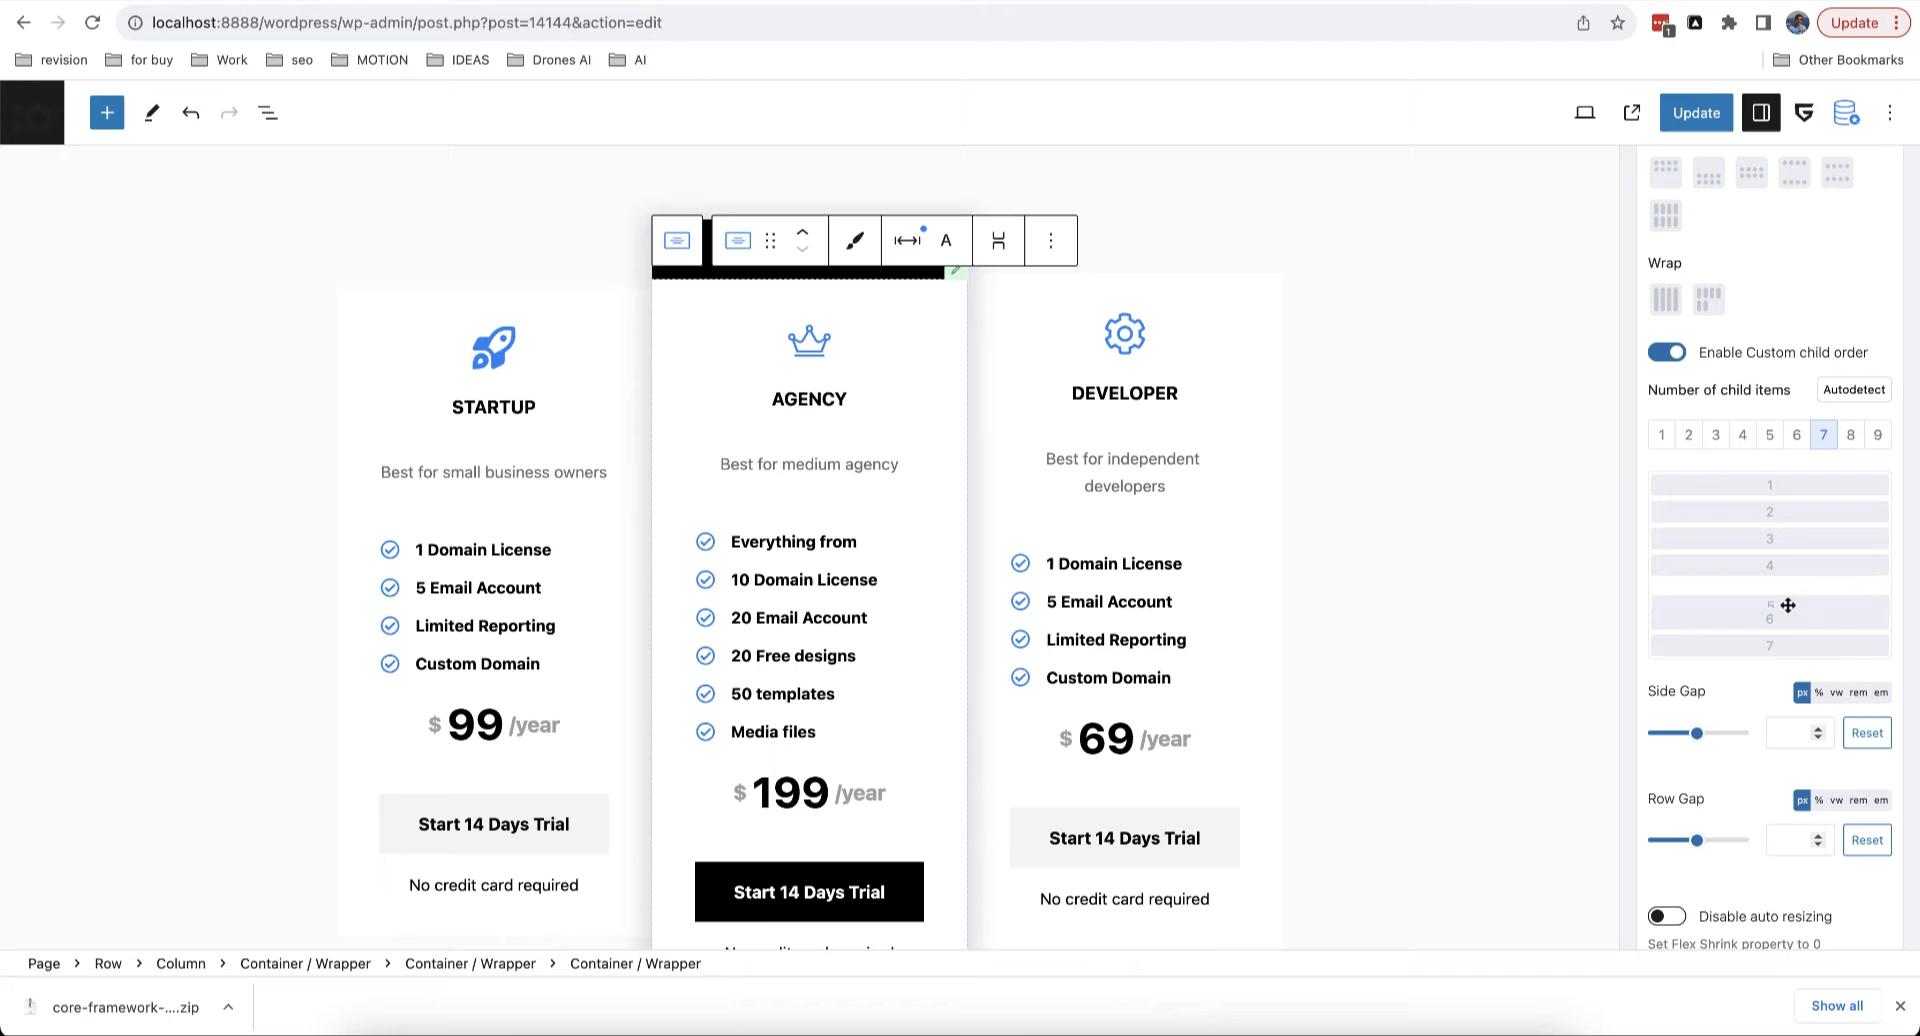 localhost:8888/wordpress/wp-admin/post.php?post=14144&action=edit
1
Update
revision
for buy
Work
seo
MOTION
IDEAS
Drones AI
AI
Other Bookmarks
Update
A
STARTUP
Best for small business owners
1 Domain License
5 Email Account
Limited Reporting
Custom Domain
$ 99 /year
Start 14 Days Trial
No credit card required
AGENCY
Best for medium agency
Everything from
10 Domain License
20 Email Account
20 Free designs
50 templates
Media files
$ 199 /year
Start 14 Days Trial
DEVELOPER
Best for independent
developers
1 Domain License
5 Email Account
Limited Reporting
Custom Domain
$ 69 /year
Start 14 Days Trial
No credit card required
Wrap
Enable Custom child order
Number of child items
Autodetect
1 2 3 4 5 6 7 8 9
1
2
3
4
5
6
7
Side Gap
px % vw rem em
Reset
Row Gap
px % vw rem em
Reset
Disable auto resizing
Set Flex Shrink property to 0
Page > Row > Column > Container / Wrapper > Container / Wrapper > Container / Wrapper
core-framework-....zip
Show all